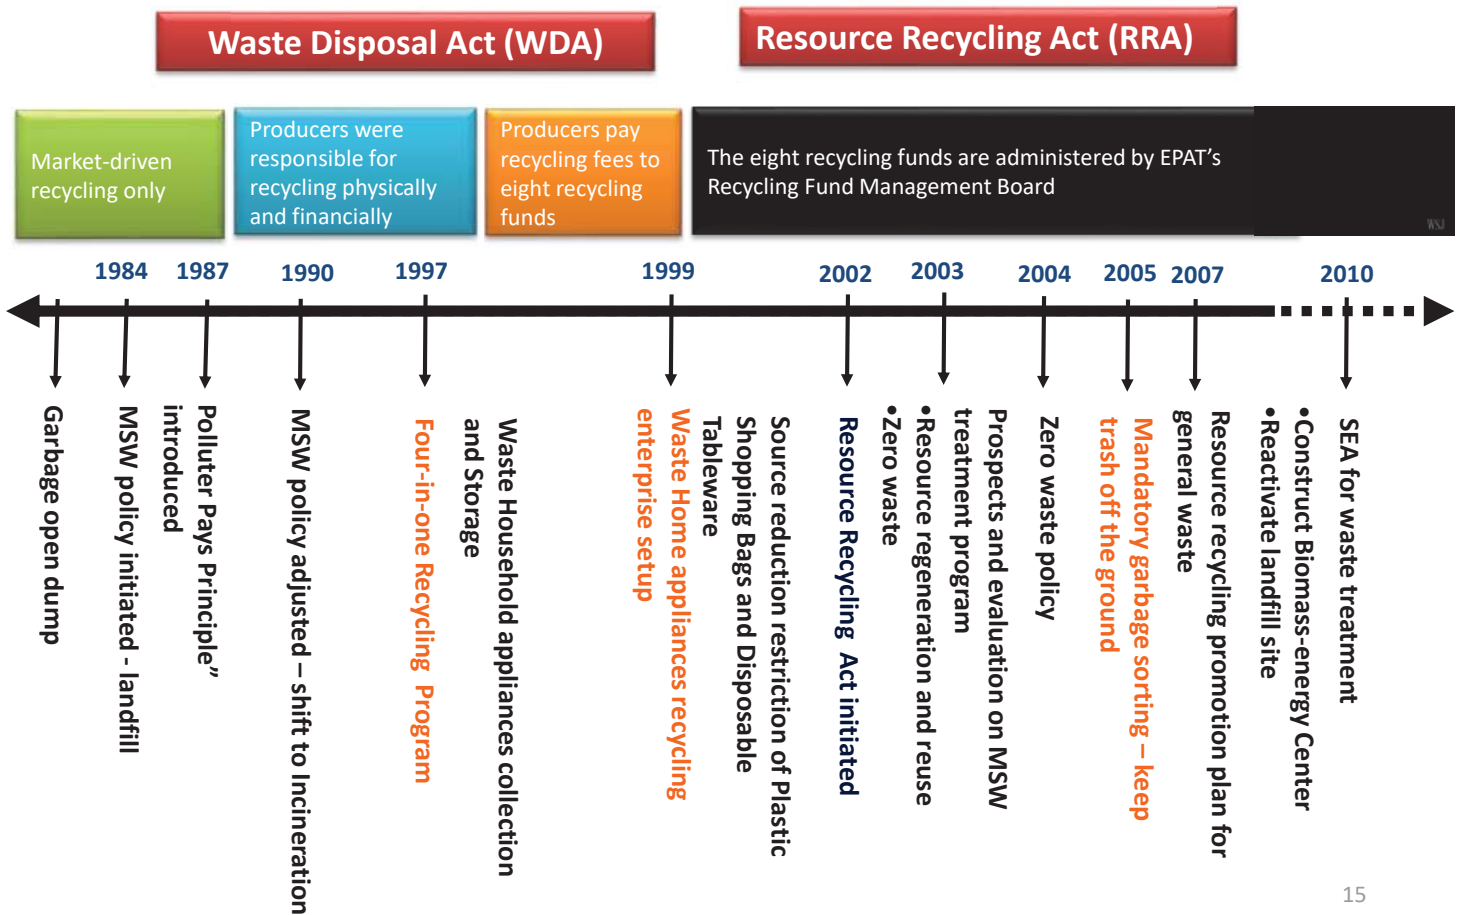 Waste Disposal Act (WDA)
Resource Recycling Act (RRA)
Market-driven
recycling only
Producers were
responsible for
recycling physically
and financially
Producers pay
recycling fees to
eight recycling
funds
The eight recycling funds are administered by EPAT’s
Recycling Fund Management Board
WSJ
1984
1987
1990
1997
1999
2002
2003
2004
2005
2007
2010
Garbage open dump
MSW policy initiated - landfill
Polluter Pays Principle”
introduced
MSW policy adjusted – shift to Incineration
Four-in-one Recycling Program
Waste Household appliances collection
and Storage
Waste Home appliances recycling
enterprise setup
Source reduction restriction of Plastic
Shopping Bags and Disposable
Tableware
Resource Recycling Act initiated
•Resource regeneration and reuse
•Zero waste
Prospects and evaluation on MSW
treatment program
Zero waste policy
Mandatory garbage sorting – keep
trash off the ground
Resource recycling promotion plan for
general waste
•Construct Biomass-energy Center
•Reactivate landfill site
SEA for waste treatment
15